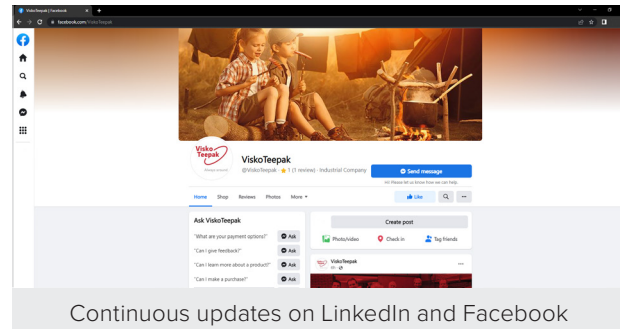 ViskoTeepak | Facebook
facebook.com/ViskoTeepak
Visko
Teepak
ViskoTeepak
@ViskoTeepak · 1 (1 review) · Industrial Company
Send message
Hi! Please let us know how we can help.
Home Shop Reviews Photos More
Like
Ask ViskoTeepak
"What are your payment options?" Ask
"Can I give feedback?" Ask
"Can I learn more about a product?" Ask
"Can I make a purchase?" Ask
Create post
Photo/video Check in Tag friends
ViskoTeepak
Continuous updates on LinkedIn and Facebook